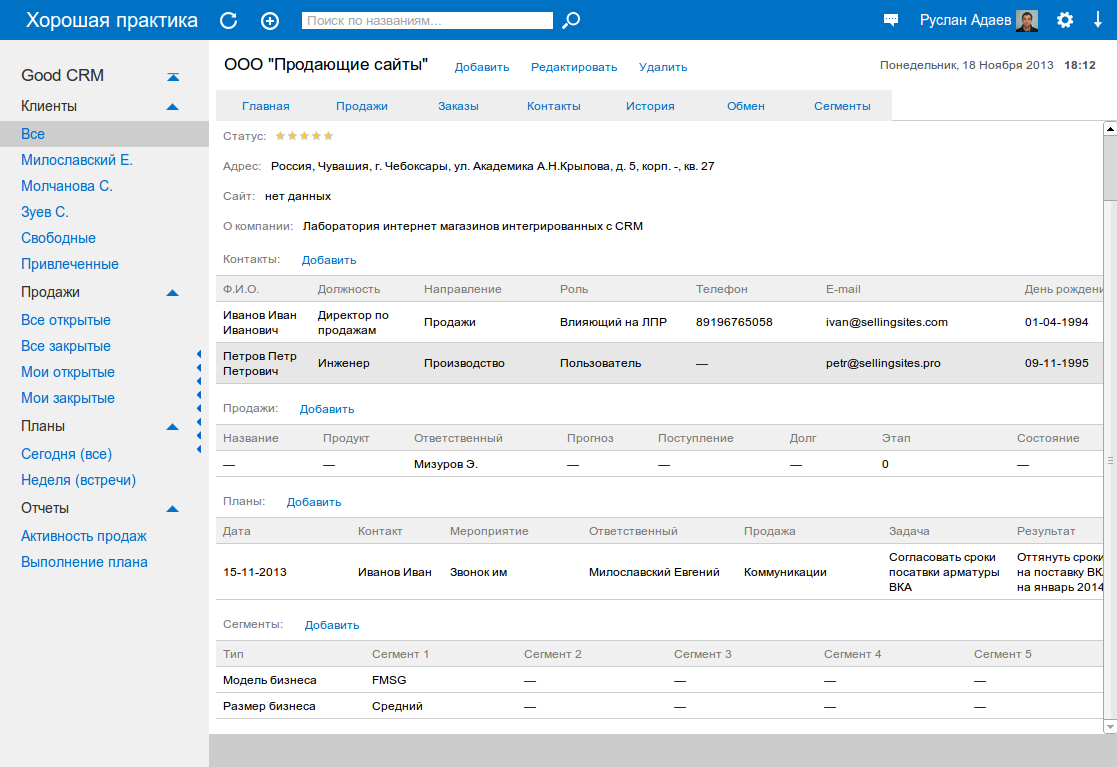 Хорошая практика
Поиск по названиям...
Руслан Адаев
Good CRM
Клиенты
Все
Милославский Е.
Молчанова С.
Зуев С.
Свободные
Привлеченные
Продажи
Все открытые
Все закрытые
Мои открытые
Мои закрытые
Планы
Сегодня (все)
Неделя (встречи)
Отчеты
Активность продаж
Выполнение плана
ООО "Продающие сайты" Добавить Редактировать Удалить
Понедельник, 18 Ноября 2013 18:12
Главная Продажи Заказы Контакты История Обмен Сегменты
Статус:
Адрес: Россия, Чувашия, г. Чебоксары, ул. Академика А.Н.Крылова, д. 5, корп. -, кв. 27
Сайт: нет данных
О компании: Лаборатория интернет магазинов интегрированных с CRM
Контакты: Добавить
Ф.И.О. Должность Направление Роль Телефон E-mail День рождени
Иванов Иван Иванович Директор по продажам Продажи Влияющий на ЛПР 89196765058 ivan@sellingsites.com 01-04-1994
Петров Петр Петрович Инженер Производство Пользователь — petr@sellingsites.pro 09-11-1995
Продажи: Добавить
Название Продукт Ответственный Прогноз Поступление Долг Этап Состояние
— — Мизуров Э. — — — 0 —
Планы: Добавить
Дата Контакт Мероприятие Ответственный Продажа Задача Результат
15-11-2013 Иванов Иван Звонок им Милославский Евгений Коммуникации Согласовать сроки посатвки арматуры ВКА Оттянуть сроки на поставку ВКА на январь 2014
Сегменты: Добавить
Тип Сегмент 1 Сегмент 2 Сегмент 3 Сегмент 4 Сегмент 5
Модель бизнеса FMSG — — — —
Размер бизнеса Средний — — — —